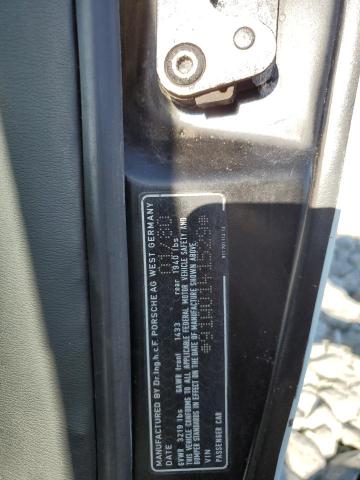 MANUFACTURED BY Dr.Ing.h.c.F. PORSCHE AG WEST GERMANY
01/80
GVWR 3219 lbs GAWR front 1433 rear 1940 lbs
THIS VEHICLE CONFORMS TO ALL APPLICABLE FEDERAL MOTOR VEHICLE SAFETY AND
BUMPER STANDARDS IN EFFECT ON THE DATE OF MANUFACTURE SHOWN ABOVE.
VIN
PASSENGER CAR